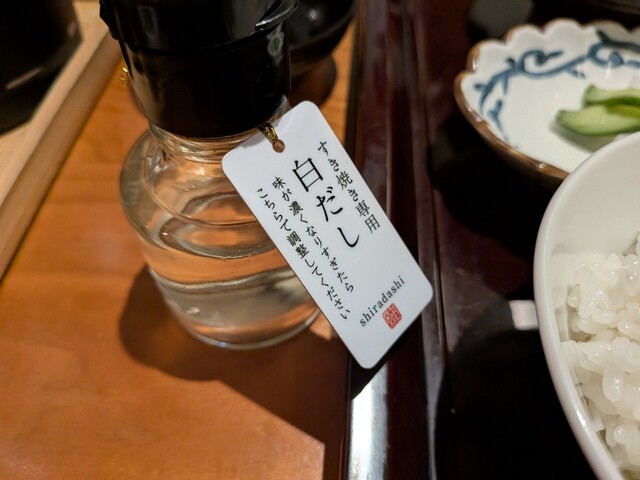 すき焼き専用
白だし
味が濃くなりすぎたら
こちらで調整してください
shiradashi